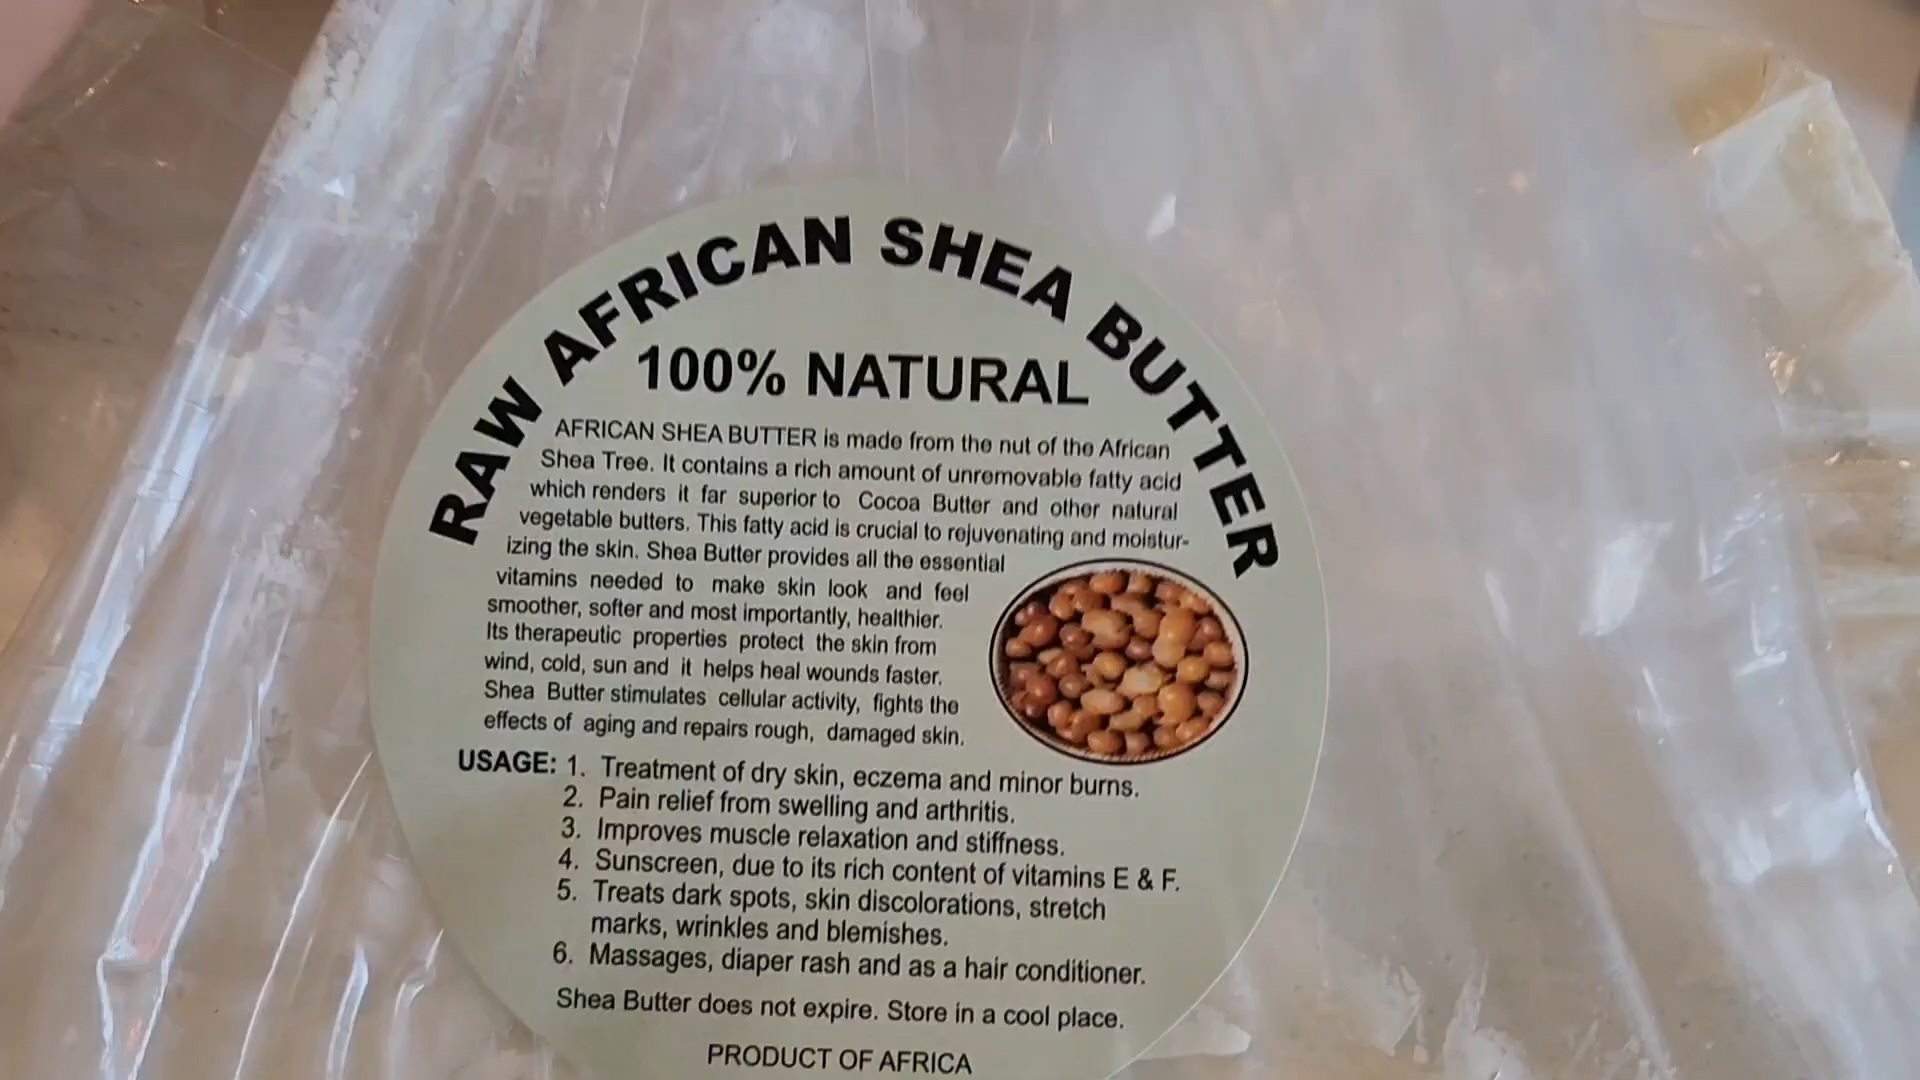 RAW AFRICAN SHEA BUTTER
100% NATURAL
AFRICAN SHEA BUTTER is made from the nut of the African
Shea Tree. It contains a rich amount of unremovable fatty acid
which renders it far superior to Cocoa Butter and other natural
vegetable butters. This fatty acid is crucial to rejuvenating and moistur-
izing the skin. Shea Butter provides all the essential
vitamins needed to make skin look and feel
smoother, softer and most importantly, healthier.
Its therapeutic properties protect the skin from
wind, cold, sun and it helps heal wounds faster.
Shea Butter stimulates cellular activity, fights the
effects of aging and repairs rough, damaged skin.
USAGE: 1. Treatment of dry skin, eczema and minor burns.
2. Pain relief from swelling and arthritis.
3. Improves muscle relaxation and stiffness.
4. Sunscreen, due to its rich content of vitamins E & F.
5. Treats dark spots, skin discolorations, stretch
marks, wrinkles and blemishes.
6. Massages, diaper rash and as a hair conditioner.
Shea Butter does not expire. Store in a cool place.
PRODUCT OF AFRICA